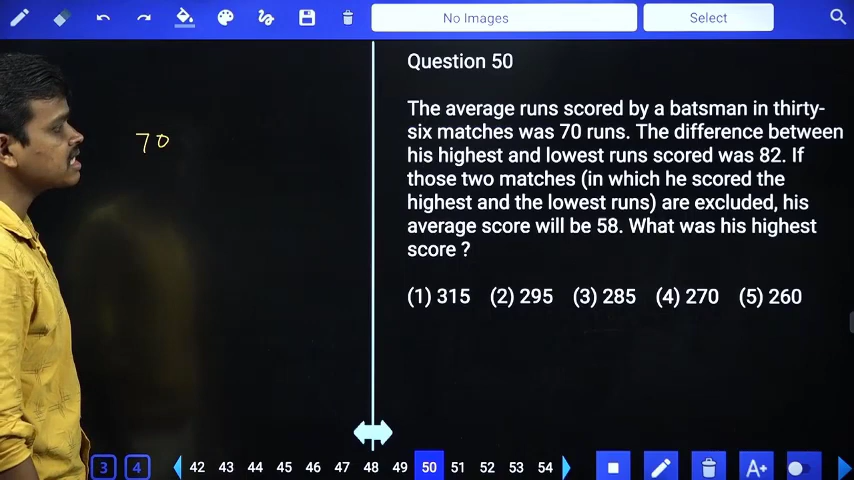 No Images
Select
70
Question 50
The average runs scored by a batsman in thirty-
six matches was 70 runs. The difference between
his highest and lowest runs scored was 82. If
those two matches (in which he scored the
highest and the lowest runs) are excluded, his
average score will be 58. What was his highest
score ?
(1) 315 (2) 295 (3) 285 (4) 270 (5) 260
3 4 42 43 44 45 46 47 48 49 50 51 52 53 54 A+